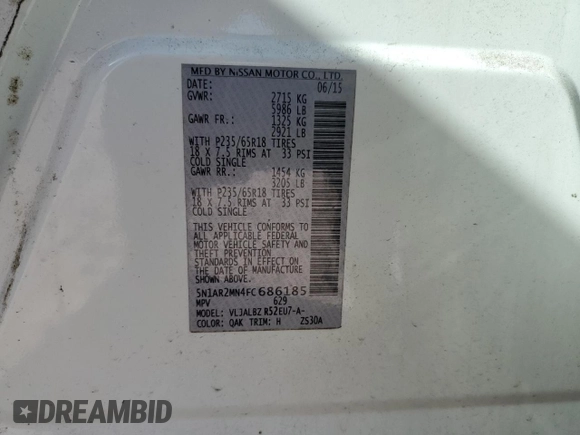 MFD BY NISSAN MOTOR CO., LTD.
DATE: 06/15
GVWR: 2715 KG
5986 LB
GAWR FR.: 1325 KG
2921 LB
WITH P235/65R18 TIRES
18 X 7.5 RIMS AT 33 PSI
COLD SINGLE
GAWR RR.: 1454 KG
3205 LB
WITH P235/65R18 TIRES
18 X 7.5 RIMS AT 33 PSI
COLD SINGLE
THIS VEHICLE CONFORMS TO
ALL APPLICABLE FEDERAL
MOTOR VEHICLE SAFETY AND
THEFT PREVENTION
STANDARDS IN EFFECT ON
THE DATE OF MANUFACTURE
SHOWN ABOVE.
5N1AR2MN4FC686185
MPV 629
MODEL: VLJALBZ R52EU7-A-
COLOR: QAK TRIM: H ZS30A
DREAMBID